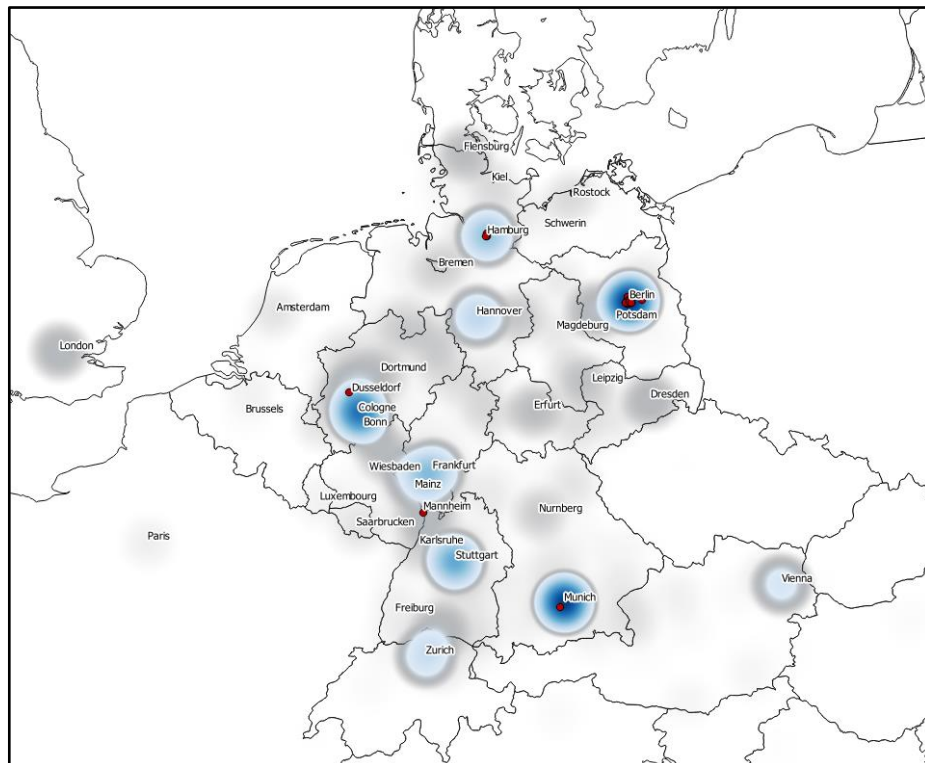 Flensburg
Kiel
Rostock
Schwerin
Hamburg
Bremen
Berlin
Amsterdam
Hannover
Potsdam
Magdeburg
London
Dortmund
Leipzig
Dusseldorf
Dresden
Brussels
Cologne
Erfurt
Bonn
Wiesbaden
Frankfurt
Mainz
Luxembourg
Mannheim
Nurnberg
Saarbrucken
Paris
Karlsruhe
Stuttgart
Vienna
Munich
Freiburg
Zurich